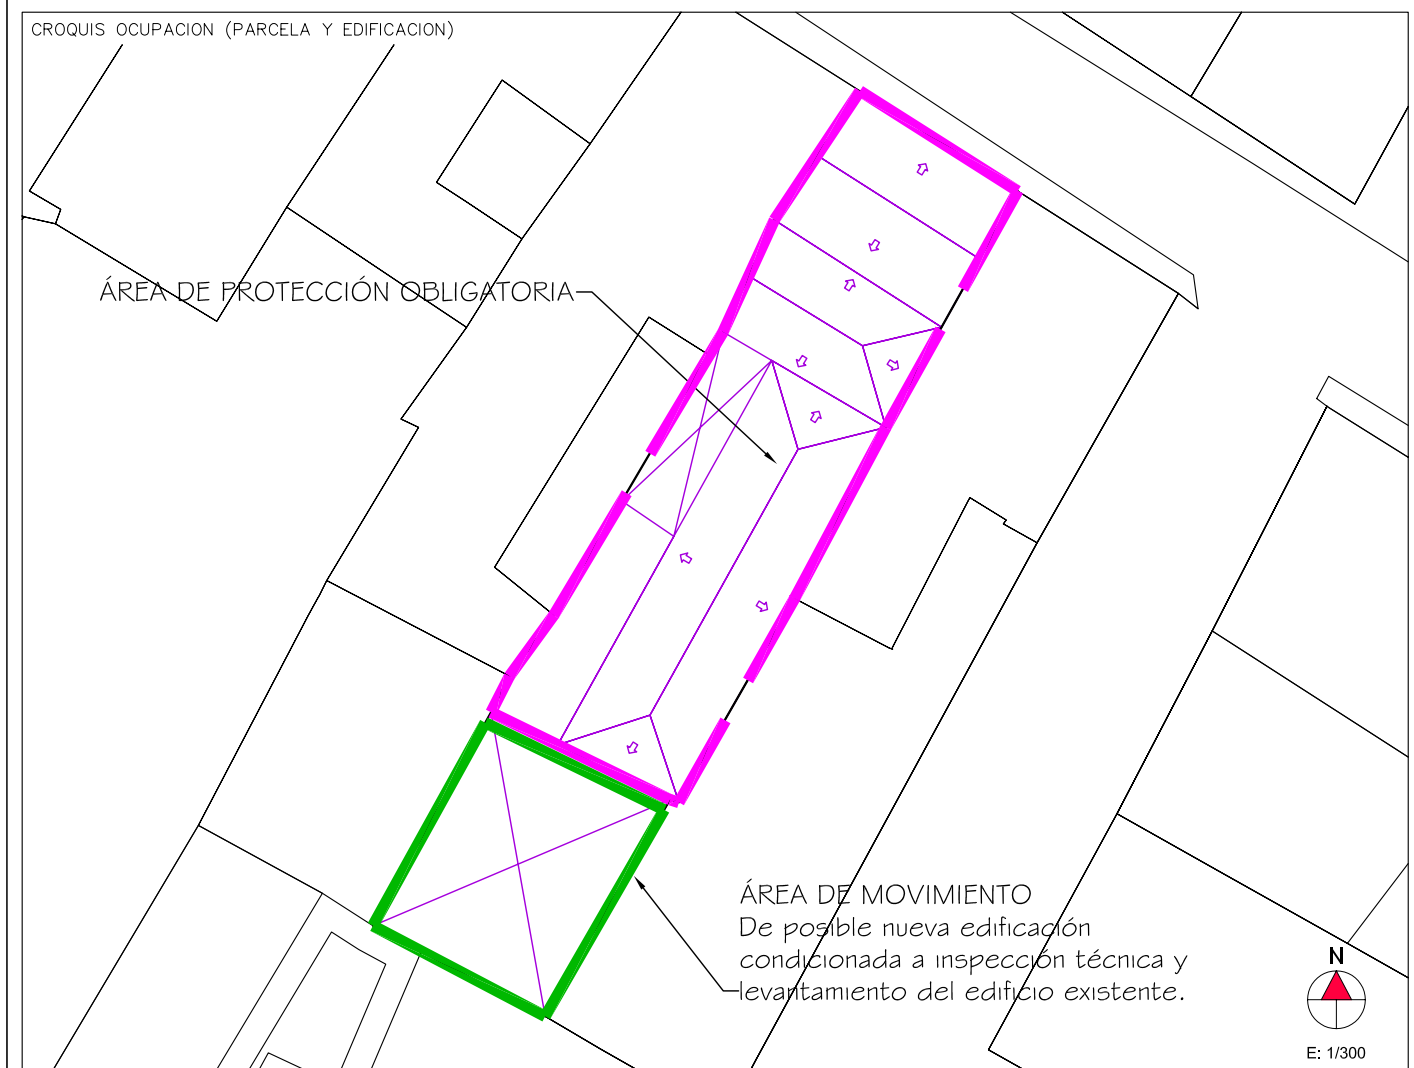 CROQUIS OCUPACION (PARCELA Y EDIFICACION)
ÁREA DE PROTECCIÓN OBLIGATORIA
ÁREA DE MOVIMIENTO
De posible nueva edificación
condicionada a inspección técnica y
levantamiento del edificio existente.
N
E: 1/300